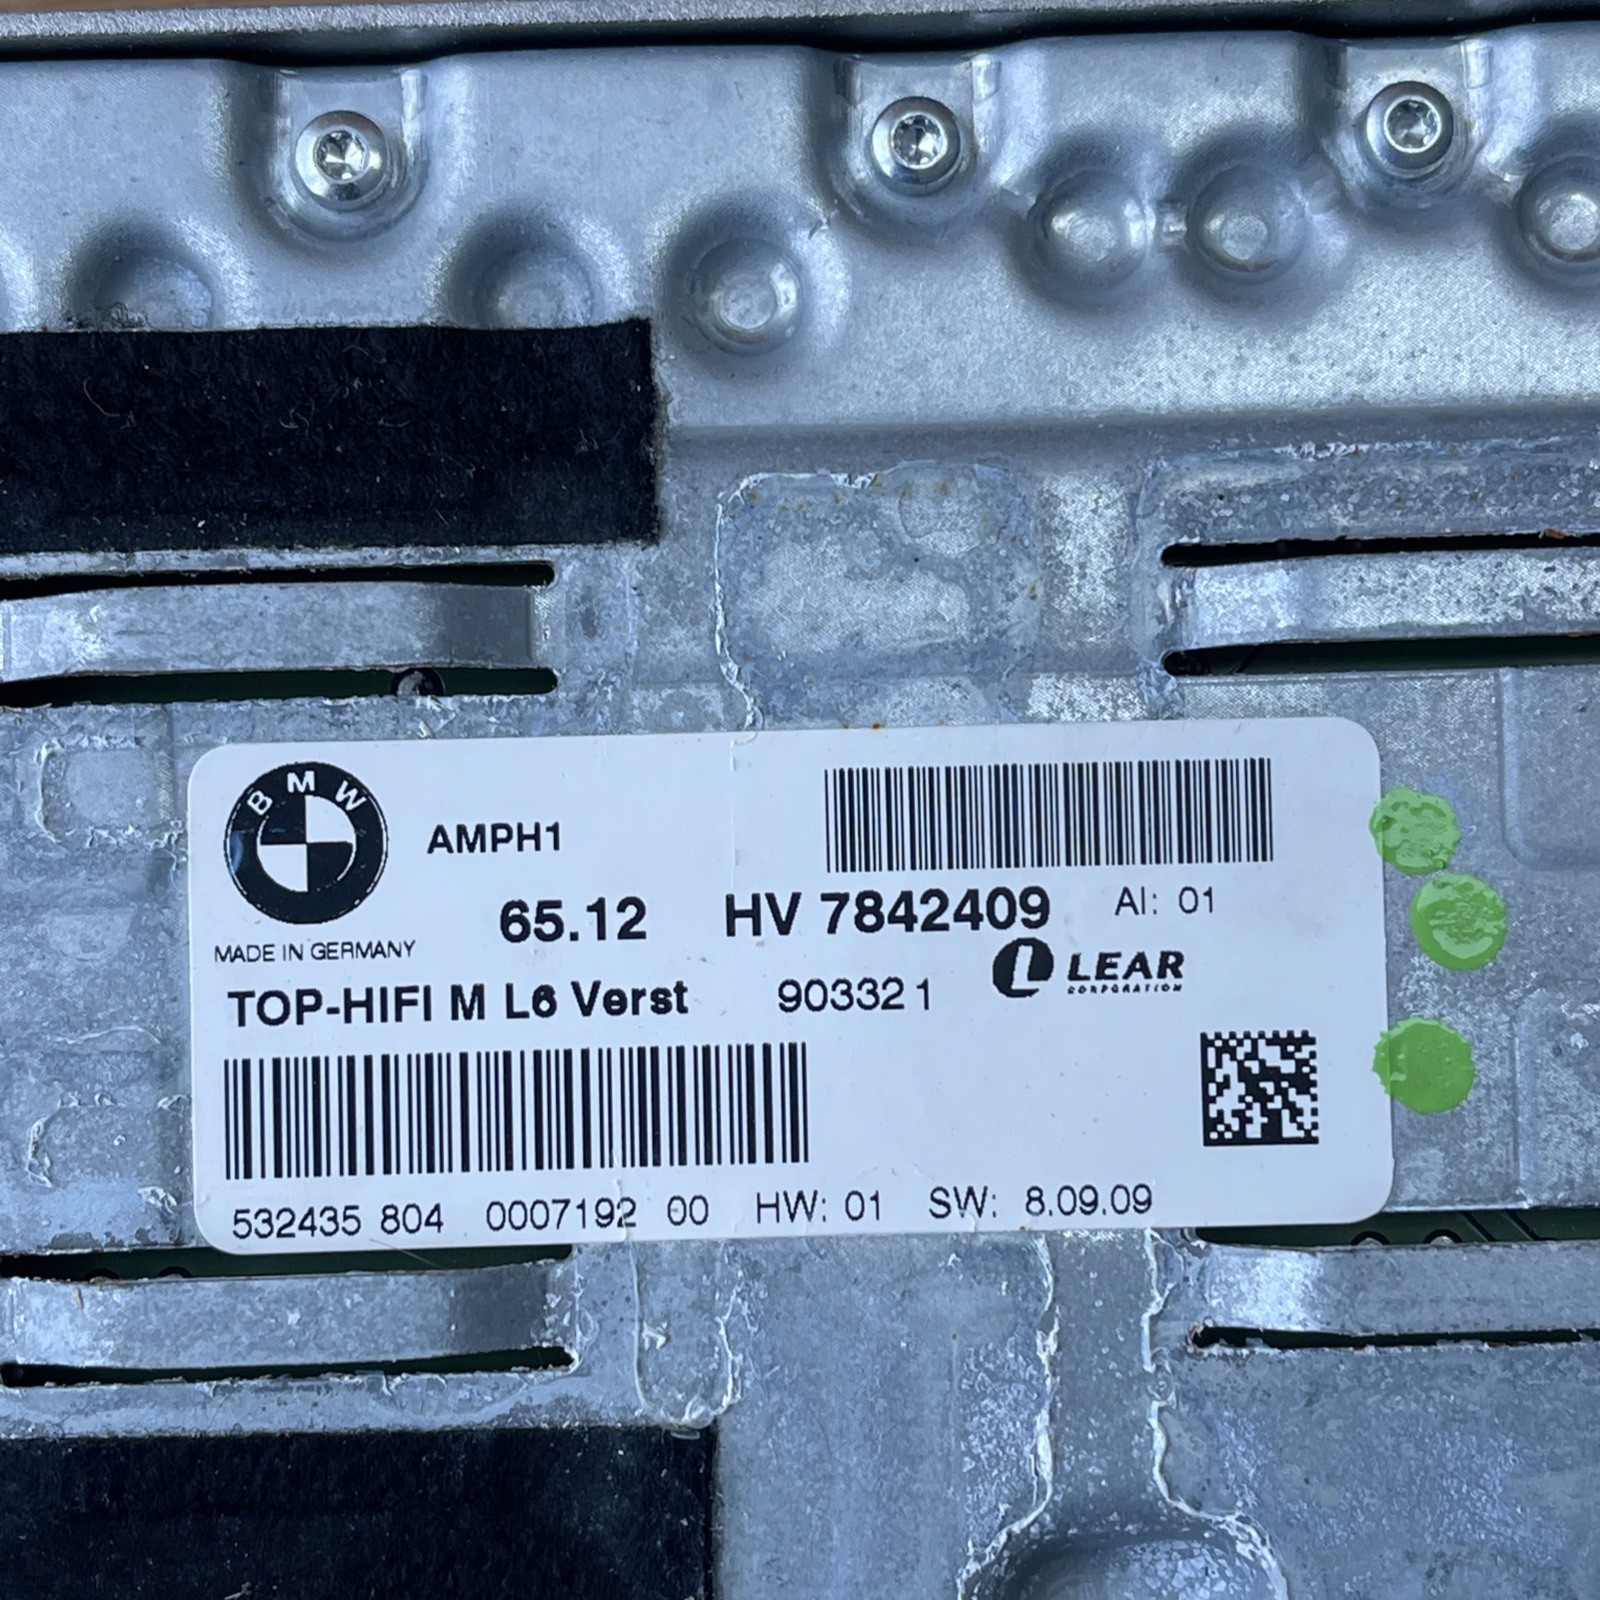 BMW
AMPH1
65.12 HV 7842409 AI: 01
MADE IN GERMANY
TOP-HIFI M L6 Verst 903321 LEAR
CORPORATION
532435 804 0007192 00 HW: 01 SW: 8.09.09